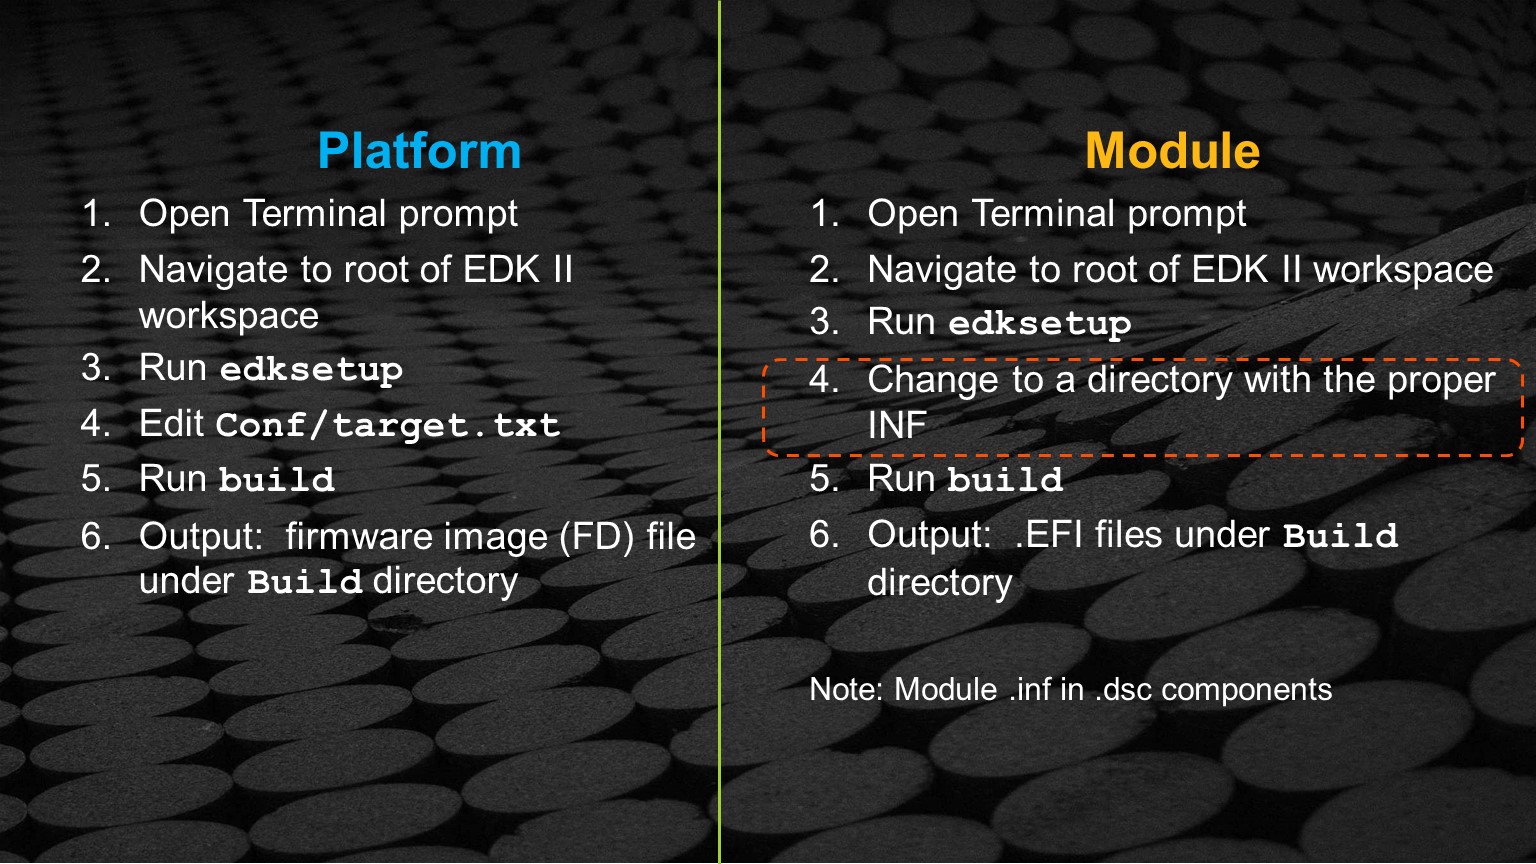 Platform
1. Open Terminal prompt
2. Navigate to root of EDK II
workspace
3. Run edksetup
4. Edit Conf/target.txt
5. Run build
6. Output:  firmware image (FD) file
under Build directory
Module
1. Open Terminal prompt
2. Navigate to root of EDK II workspace
3. Run edksetup
4. Change to a directory with the proper
INF
5. Run build
6. Output:  .EFI files under Build
directory
Note: Module .inf in .dsc components